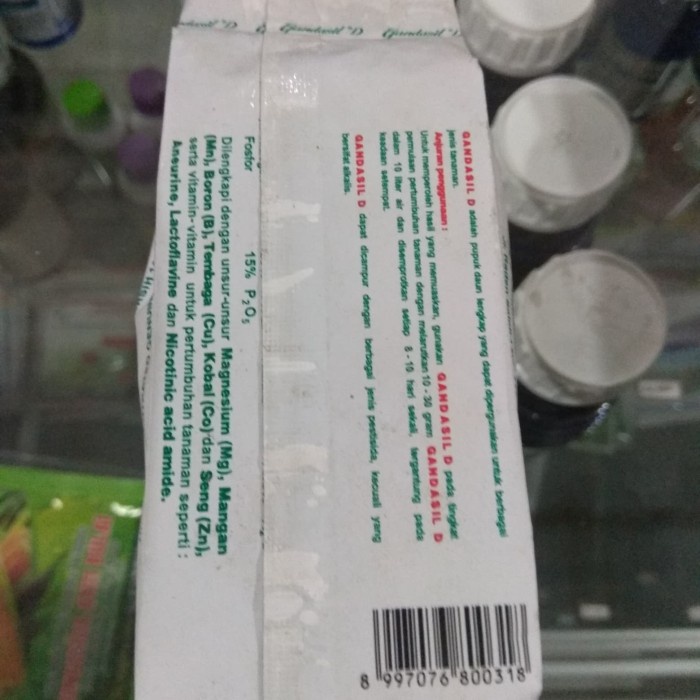 Gandasil "D"
Gandasil "D"
GANDASIL D adalah pupuk daun lengkap yang dapat dipergunakan untuk berbagai
jenis tanaman.
Anjuran penggunaan :
Untuk memperoleh hasil yang memuaskan, gunakan GANDASIL D pada tingkat
permulaan pertumbuhan tanaman dengan melarutkan 10 - 30 gram GANDASIL D
dalam 10 liter air dan disemprotkan setiap 8 - 10 hari sekali, tergantung pada
keadaan setempat.
GANDASIL D dapat dicampur dengan berbagai jenis pestisida, kecuali yang
bersifat alkalis.
8 997076 800318
Fosfor 15% P₂O₅
Dilengkapi dengan unsur-unsur Magnesium (Mg), Mangan
(Mn), Boron (B), Tembaga (Cu), Kobal (Co) dan Seng (Zn),
serta vitamin-vitamin untuk pertumbuhan tanaman seperti :
Aneurine, Lactoflavine dan Nicotinic acid amide.